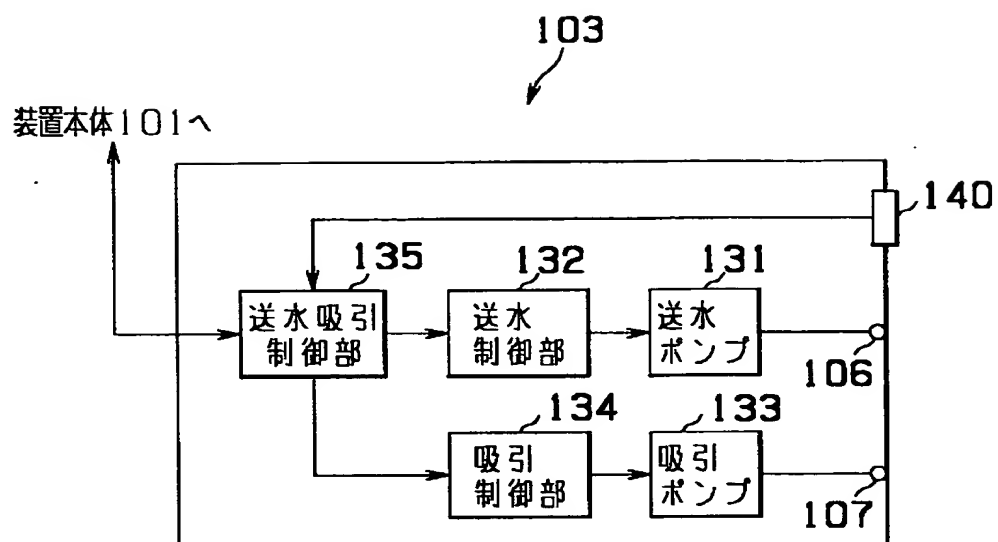 103
装置本体101へ
140
135
132
131
送水吸引
制御部
送水
制御部
送水
ポンプ
106
134
133
吸引
制御部
吸引
ポンプ
107